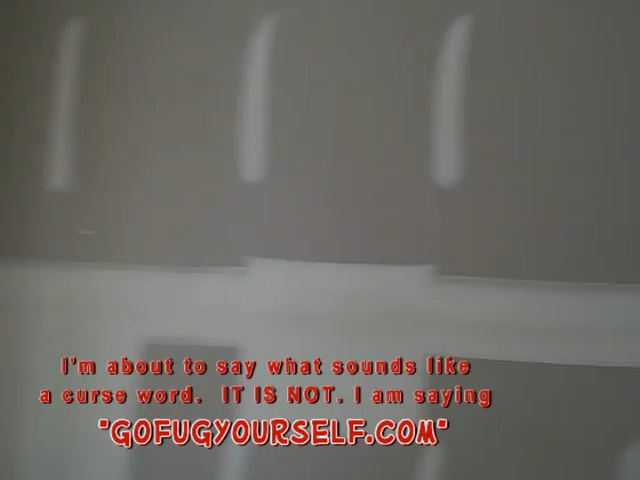 I'm about to say what sounds like
a curse word. IT IS NOT. I am saying
"GOFUGYOURSELF.COM"